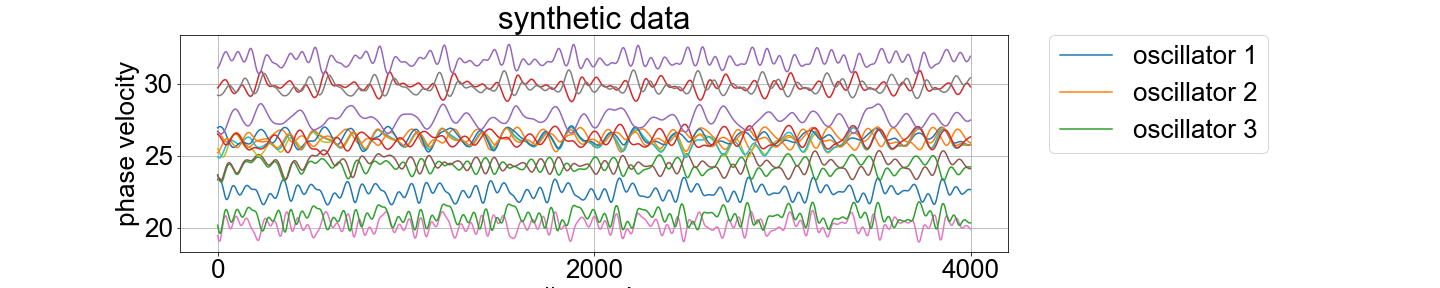 synthetic data
phase velocity
30
25
20
0
2000
4000
oscillator 1
oscillator 2
oscillator 3